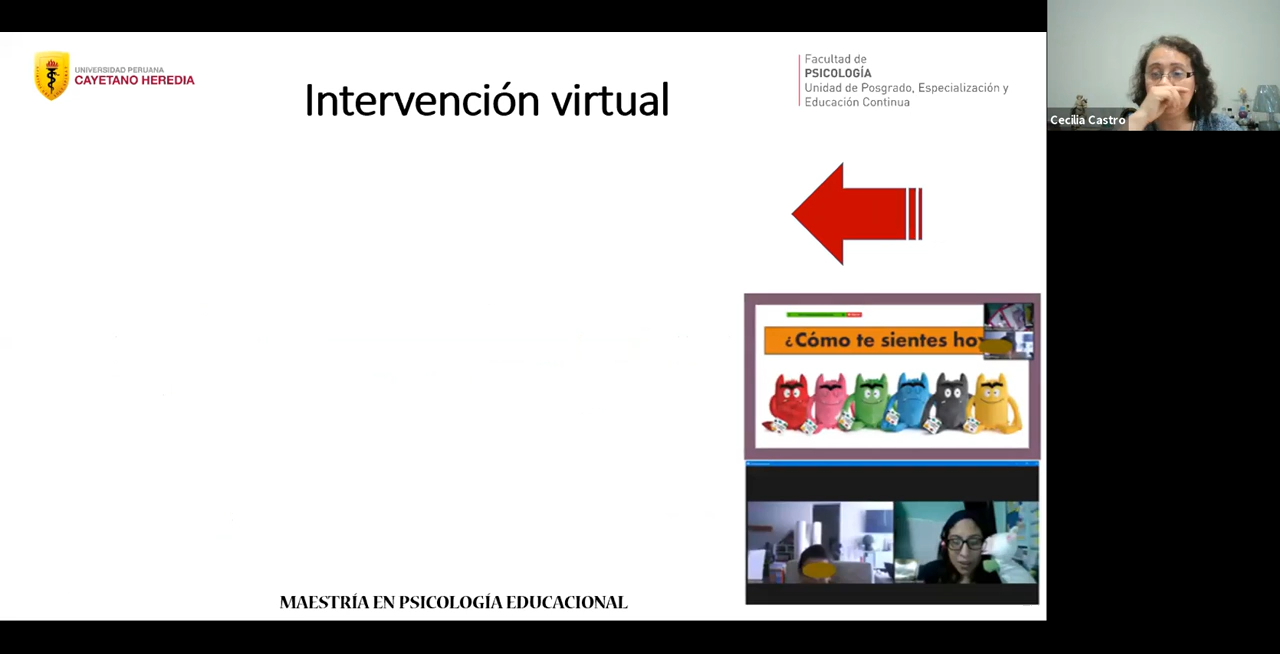 UNIVERSIDAD PERUANA
CAYETANO HEREDIA
Intervención virtual
Facultad de
PSICOLOGÍA
Unidad de Posgrado, Especialización y
Educación Continua
Cecilia Castro
¿Cómo te sientes hoy
MAESTRÍA EN PSICOLOGÍA EDUCACIONAL